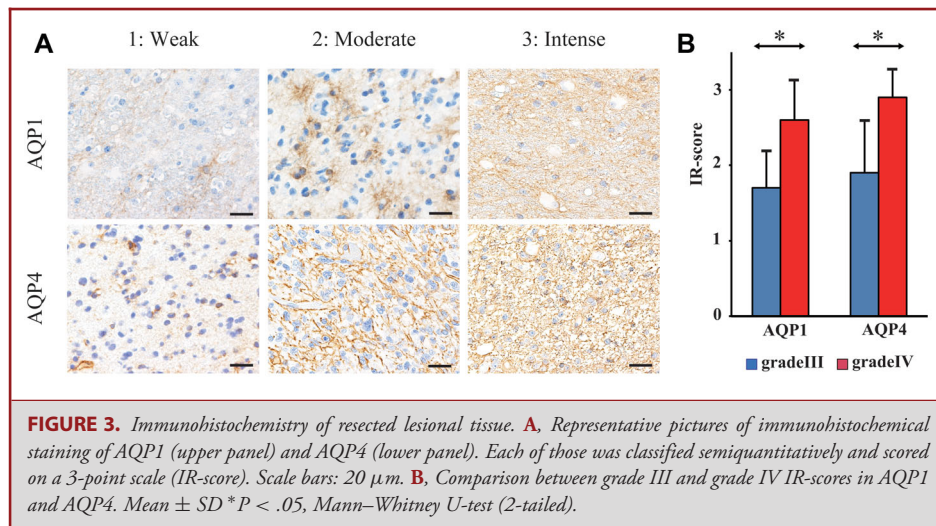 A
1: Weak 2: Moderate 3: Intense
AQP1
AQP4
B
* *
IR-score
3
2
1
0
AQP1 AQP4
gradeIII gradeIV
FIGURE 3. Immunohistochemistry of resected lesional tissue. A, Representative pictures of immunohistochemical
staining of AQP1 (upper panel) and AQP4 (lower panel). Each of those was classified semiquantitatively and scored
on a 3-point scale (IR-score). Scale bars: 20 μm. B, Comparison between grade III and grade IV IR-scores in AQP1
and AQP4. Mean ± SD *P < .05, Mann–Whitney U-test (2-tailed).